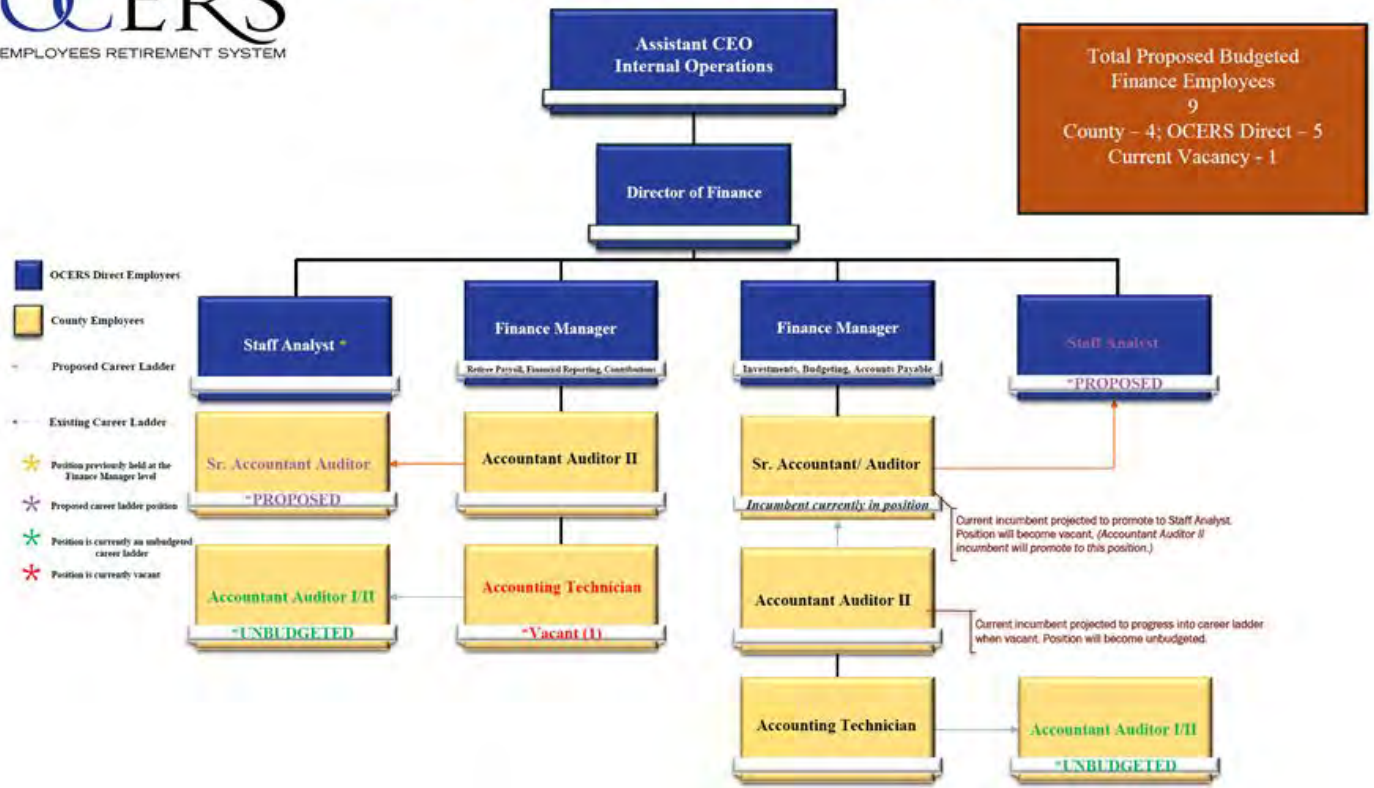 OCERS
EMPLOYEES RETIREMENT SYSTEM
Assistant CEO
Internal Operations
Total Proposed Budgeted
Finance Employees
9
County – 4; OCERS Direct – 5
Current Vacancy - 1
Director of Finance
OCERS Direct Employees
County Employees
Proposed Career Ladder
Existing Career Ladder
Position previously held at the
Finance Manager level
Proposed career ladder position
Position is currently an unbudgeted
career ladder
Position is currently vacant
Staff Analyst *
Finance Manager
Retiree Payroll, Financial Reporting, Contributions
Finance Manager
Investments, Budgeting, Accounts Payable
Staff Analyst
*PROPOSED
Sr. Accountant Auditor
*PROPOSED
Accountant Auditor II
Sr. Accountant/ Auditor
Incumbent currently in position
Current incumbent projected to promote to Staff Analyst.
Position will become vacant, (Accountant Auditor II
incumbent will promote to this position.)
Accountant Auditor I/II
*UNBUDGETED
Accounting Technician
*Vacant (1)
Accountant Auditor II
Current incumbent projected to progress into career ladder
when vacant. Position will become unbudgeted.
Accounting Technician
Accountant Auditor I/II
*UNBUDGETED